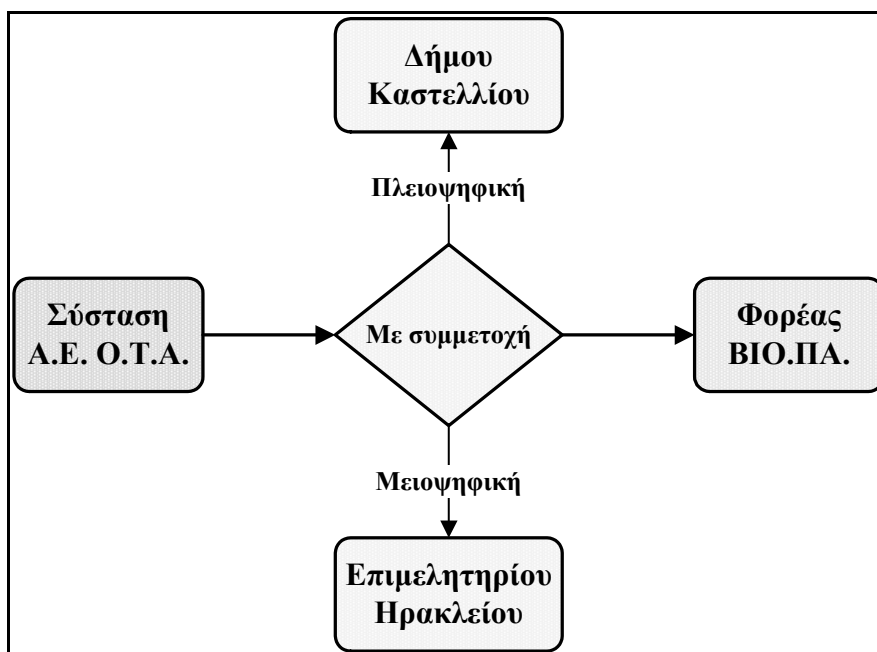 Δήμου
Καστελλίου
Πλειοψηφική
Σύσταση
Α.Ε. Ο.Τ.Α.
Με συμμετοχή
Φορέας
ΒΙΟ.ΠΑ.
Μειοψηφική
Επιμελητηρίου
Ηρακλείου